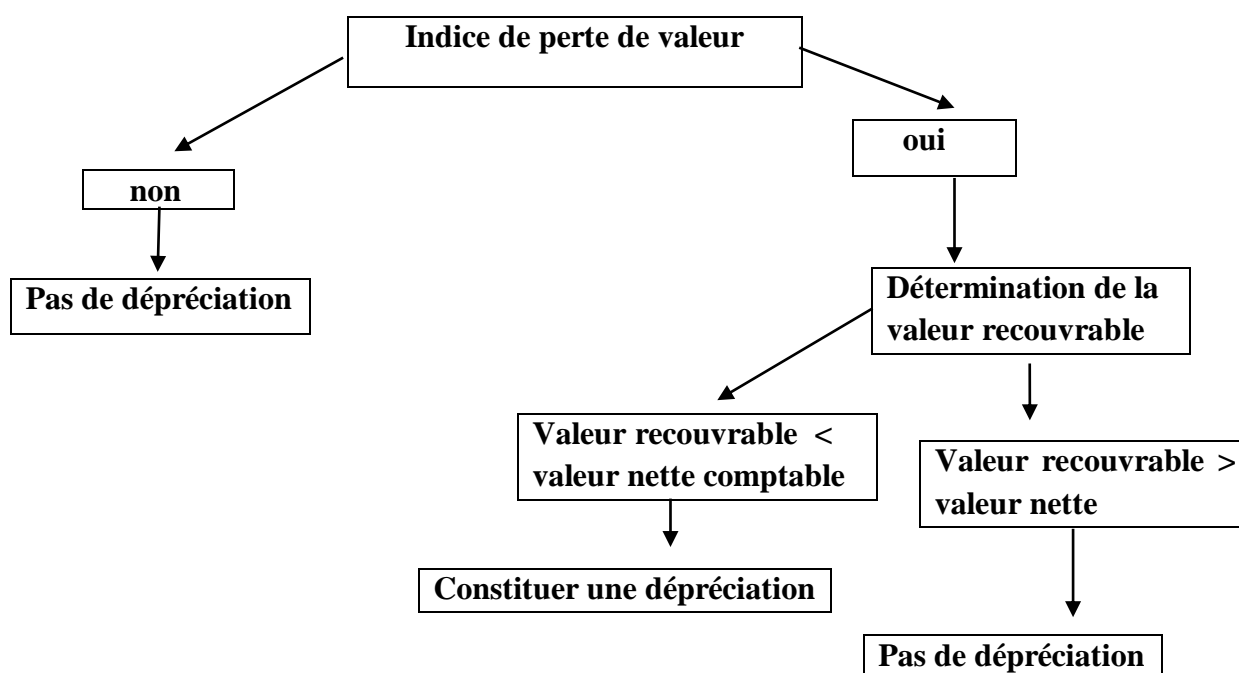 Indice de perte de valeur
oui
non
Pas de dépréciation
Détermination de la
valeur recouvrable
Valeur recouvrable <
valeur nette comptable
Valeur recouvrable >
valeur nette
Constituer une dépréciation
Pas de dépréciation